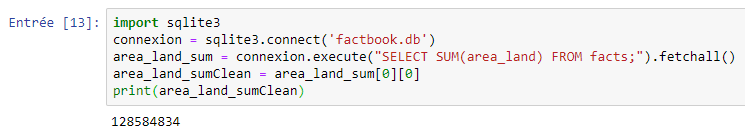 Entrée [13]:
import sqlite3
connexion = sqlite3.connect('factbook.db')
area_land_sum = connexion.execute("SELECT SUM(area_land) FROM facts;").fetchall()
area_land_sumClean = area_land_sum[0][0]
print(area_land_sumClean)
128584834